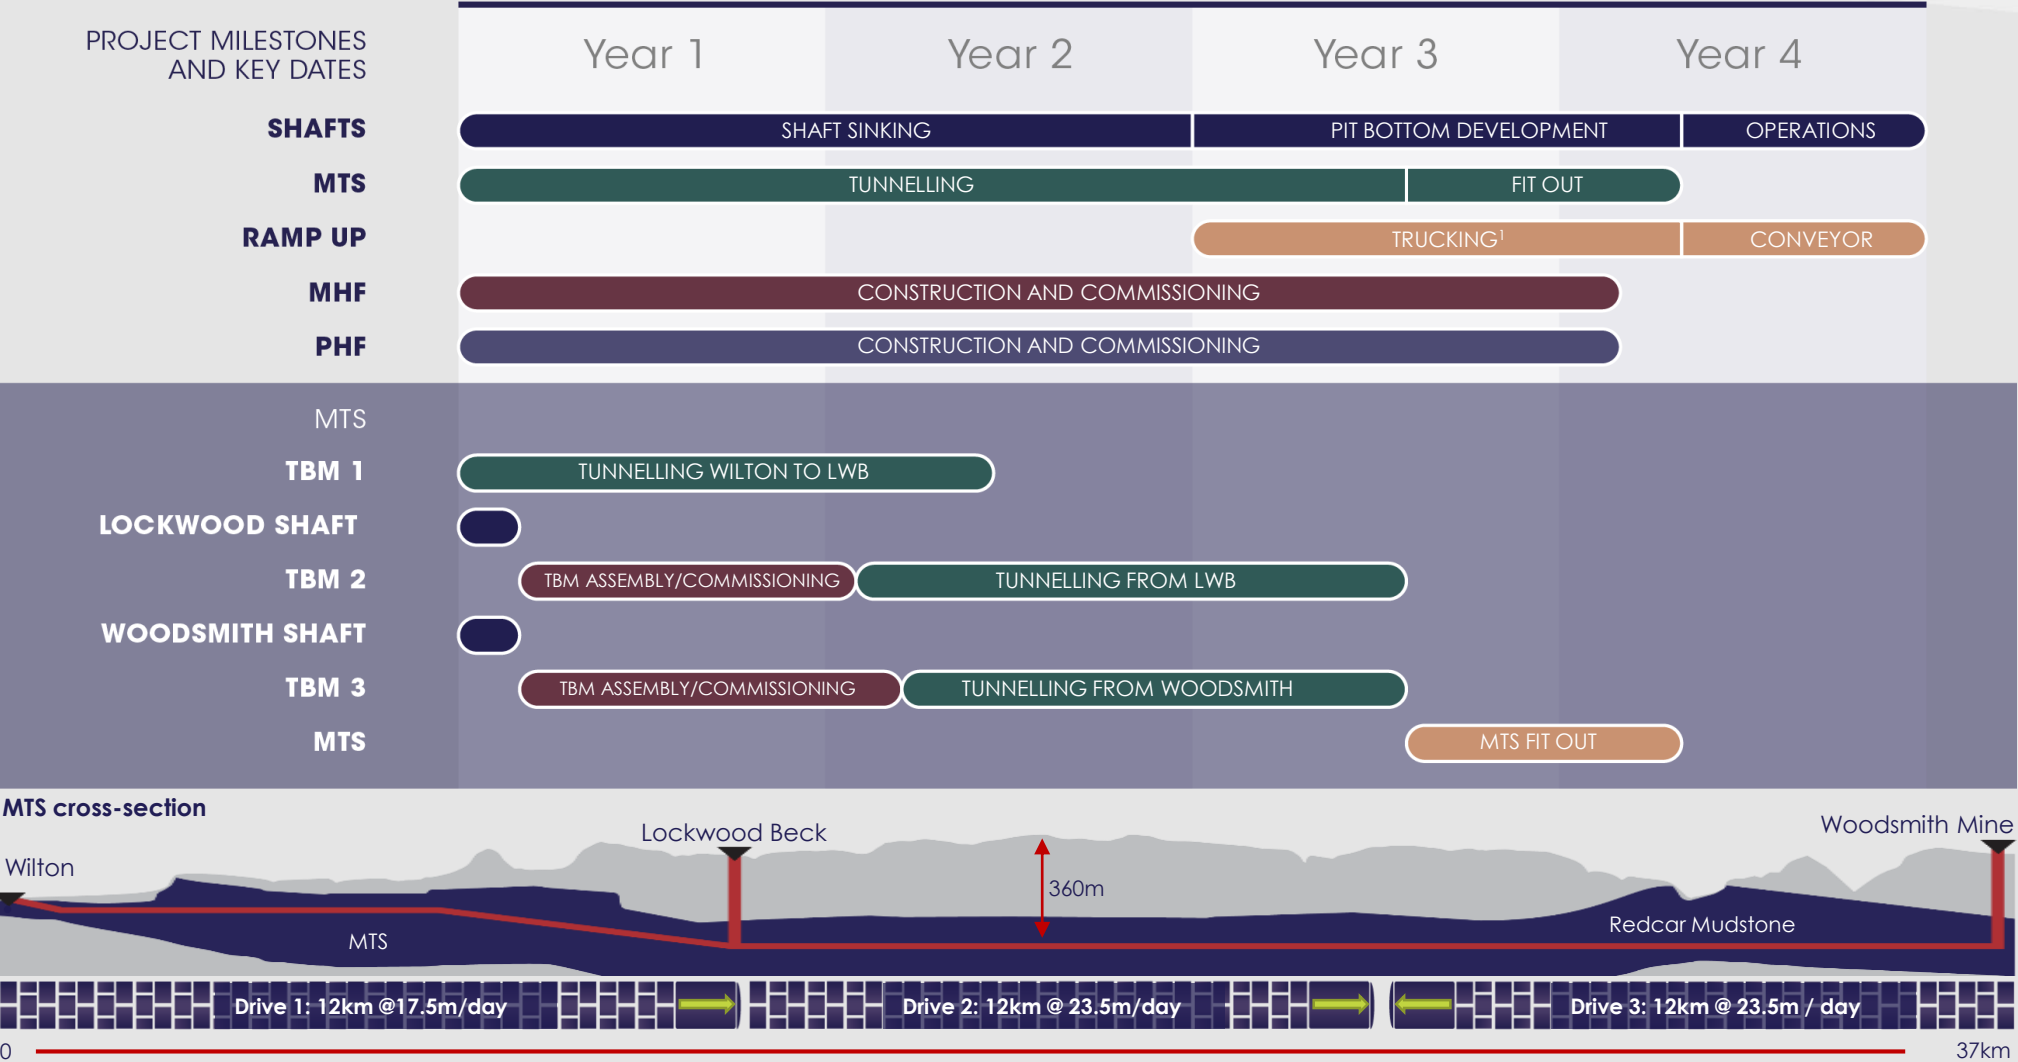 PROJECT MILESTONES
AND KEY DATES
Year 1
Year 2
Year 3
Year 4
SHAFTS
SHAFT SINKING
PIT BOTTOM DEVELOPMENT
OPERATIONS
MTS
TUNNELLING
FIT OUT
RAMP UP
TRUCKING¹
CONVEYOR
MHF
CONSTRUCTION AND COMMISSIONING
PHF
CONSTRUCTION AND COMMISSIONING
MTS
TBM 1
TUNNELLING WILTON TO LWB
LOCKWOOD SHAFT
TBM 2
TBM ASSEMBLY/COMMISSIONING
TUNNELLING FROM LWB
WOODSMITH SHAFT
TBM 3
TBM ASSEMBLY/COMMISSIONING
TUNNELLING FROM WOODSMITH
MTS
MTS FIT OUT
MTS cross-section
Wilton
Lockwood Beck
Woodsmith Mine
360m
MTS
Redcar Mudstone
Drive 1: 12km @17.5m/day
Drive 2: 12km @ 23.5m/day
Drive 3: 12km @ 23.5m / day
0
37km